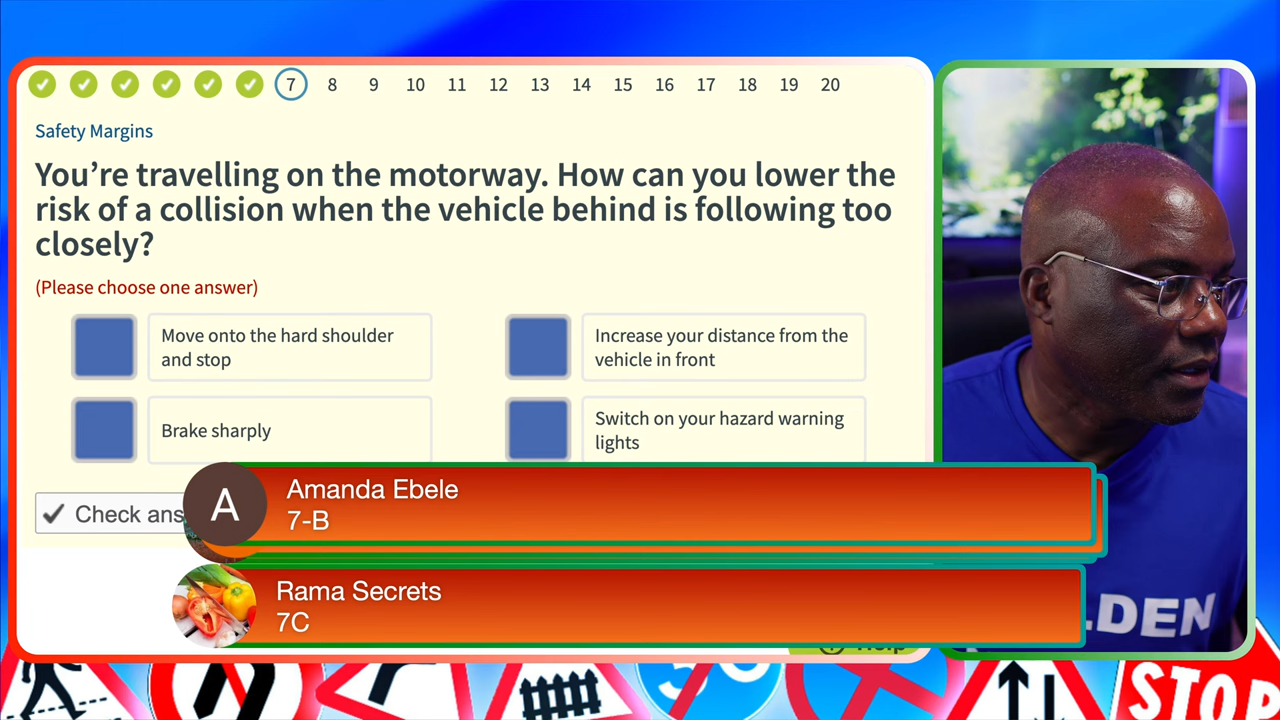 7 8 9 10 11 12 13 14 15 16 17 18 19 20
Safety Margins
You’re travelling on the motorway. How can you lower the
risk of a collision when the vehicle behind is following too
closely?
(Please choose one answer)
Move onto the hard shoulder
and stop
Increase your distance from the
vehicle in front
Brake sharply
Switch on your hazard warning
lights
Check ans
A
Amanda Ebele
7-B
Rama Secrets
7C
LDEN
STOP